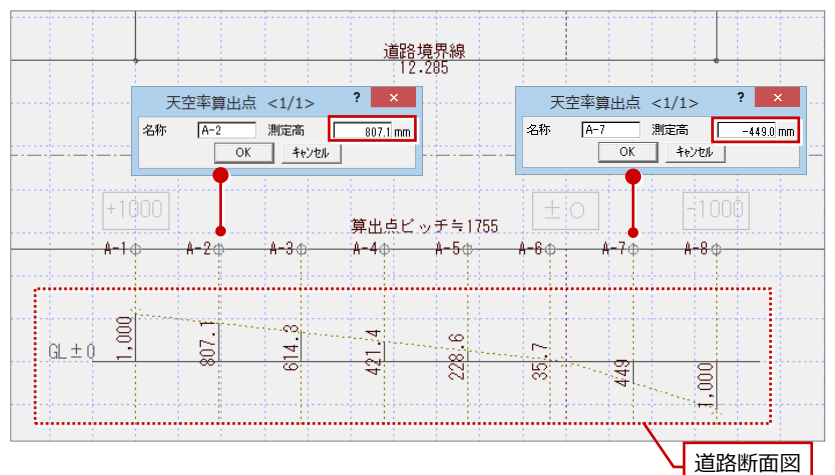 道路境界線
12.285
天空率算出点 <1/1> ? ×
名称 A-2 測定高 807.1 mm
OK ｷｬﾝｾﾙ
天空率算出点 <1/1> ? ×
名称 A-7 測定高 -449.0 mm
OK ｷｬﾝｾﾙ
+1000
±0
-1000
算出点ピッチ≒1755
A-1 A-2 A-3 A-4 A-5 A-6 A-7 A-8
GL±0
1,000
807.1
614.3
421.4
228.6
35.7
449
1,000
道路断面図